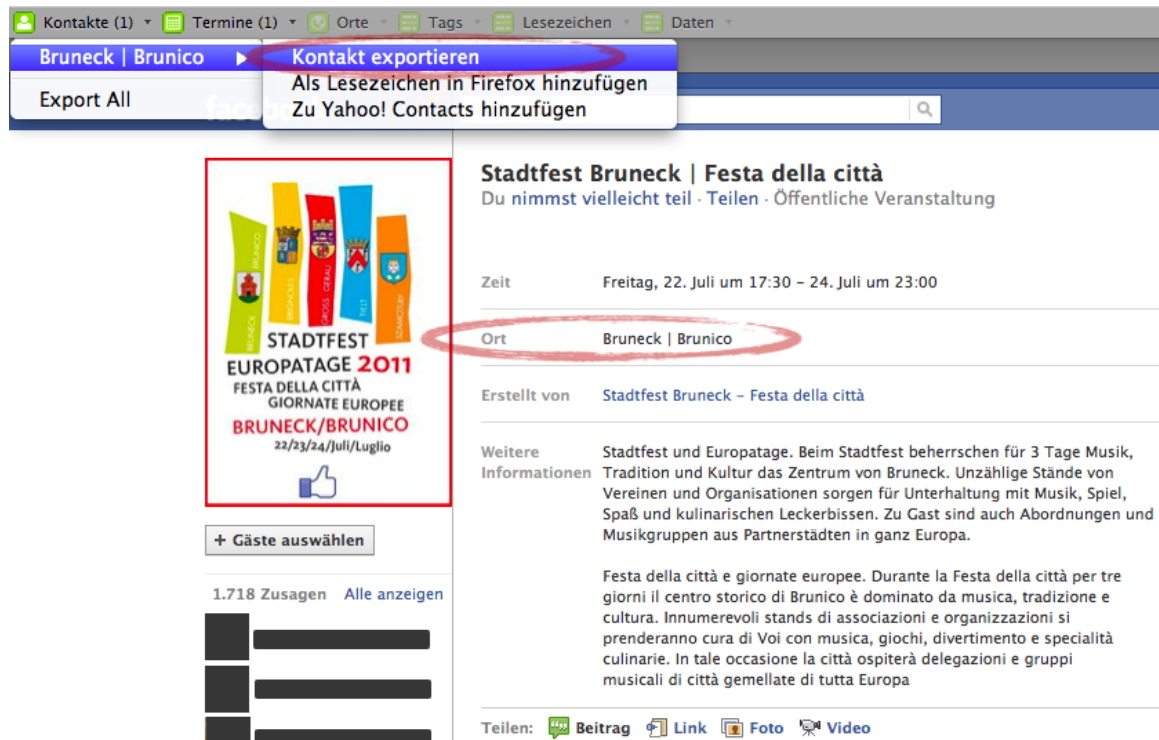 Kontakte (1) Termine (1) Orte Tags Lesezeichen Daten
Bruneck | Brunico
Export All
Kontakt exportieren
Als Lesezeichen in Firefox hinzufügen
Zu Yahoo! Contacts hinzufügen
BRUNECK BRUNICO
BRIGNOLES
GROSS GERAU
TIELT
SZAMOTUŁY
STADTFEST
EUROPATAGE 2011
FESTA DELLA CITTÀ
GIORNATE EUROPEE
BRUNECK/BRUNICO
22/23/24/Juli/Luglio
+ Gäste auswählen
1.718 Zusagen Alle anzeigen
Stadtfest Bruneck | Festa della città
Du nimmst vielleicht teil · Teilen · Öffentliche Veranstaltung
Zeit Freitag, 22. Juli um 17:30 – 24. Juli um 23:00
Ort Bruneck | Brunico
Erstellt von Stadtfest Bruneck – Festa della città
Weitere Informationen
Stadtfest und Europatage. Beim Stadtfest beherrschen für 3 Tage Musik,
Tradition und Kultur das Zentrum von Bruneck. Unzählige Stände von
Vereinen und Organisationen sorgen für Unterhaltung mit Musik, Spiel,
Spaß und kulinarischen Leckerbissen. Zu Gast sind auch Abordnungen und
Musikgruppen aus Partnerstädten in ganz Europa.
Festa della città e giornate europee. Durante la Festa della città per tre
giorni il centro storico di Brunico è dominato da musica, tradizione e
cultura. Innumerevoli stands di associazioni e organizzazioni si
prenderanno cura di Voi con musica, giochi, divertimento e specialità
culinarie. In tale occasione la città ospiterà delegazioni e gruppi
musicali di città gemellate di tutta Europa
Teilen: Beitrag Link Foto Video